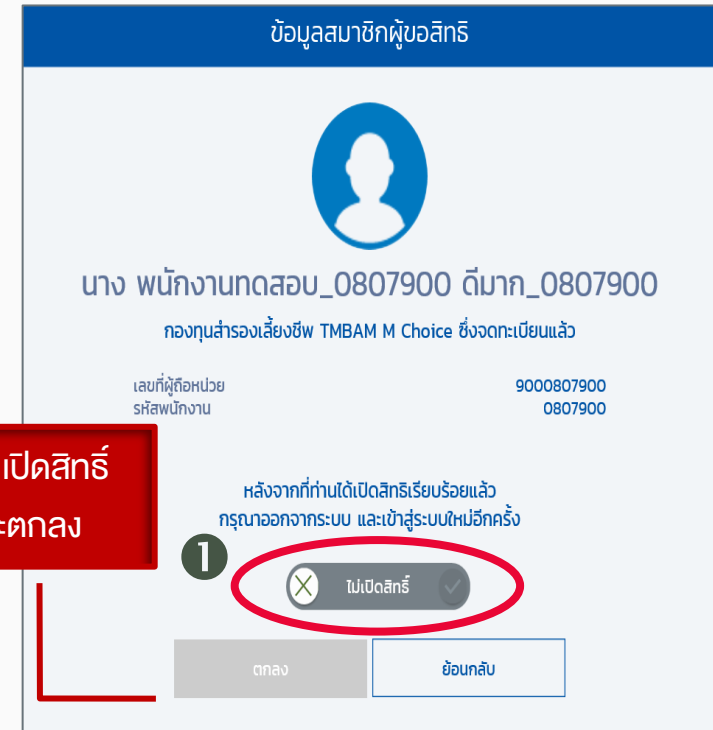 ข้อมูลสมาชิกผู้ขอสิทธิ
นาง พนักงานทดสอบ_0807900 ดีมาก_0807900
กองทุนสำรองเลี้ยงชีพ TMBAM M Choice ซึ่งจดทะเบียนแล้ว
เลขที่ผู้ถือหน่วย 9000807900
รหัสพนักงาน 0807900
เปิดสิทธิ์
ตกลง
หลังจากที่ท่านได้เปิดสิทธิเรียบร้อยแล้ว
กรุณาออกจากระบบ และเข้าสู่ระบบใหม่อีกครั้ง
1
ไม่เปิดสิทธิ์
ตกลง ย้อนกลับ